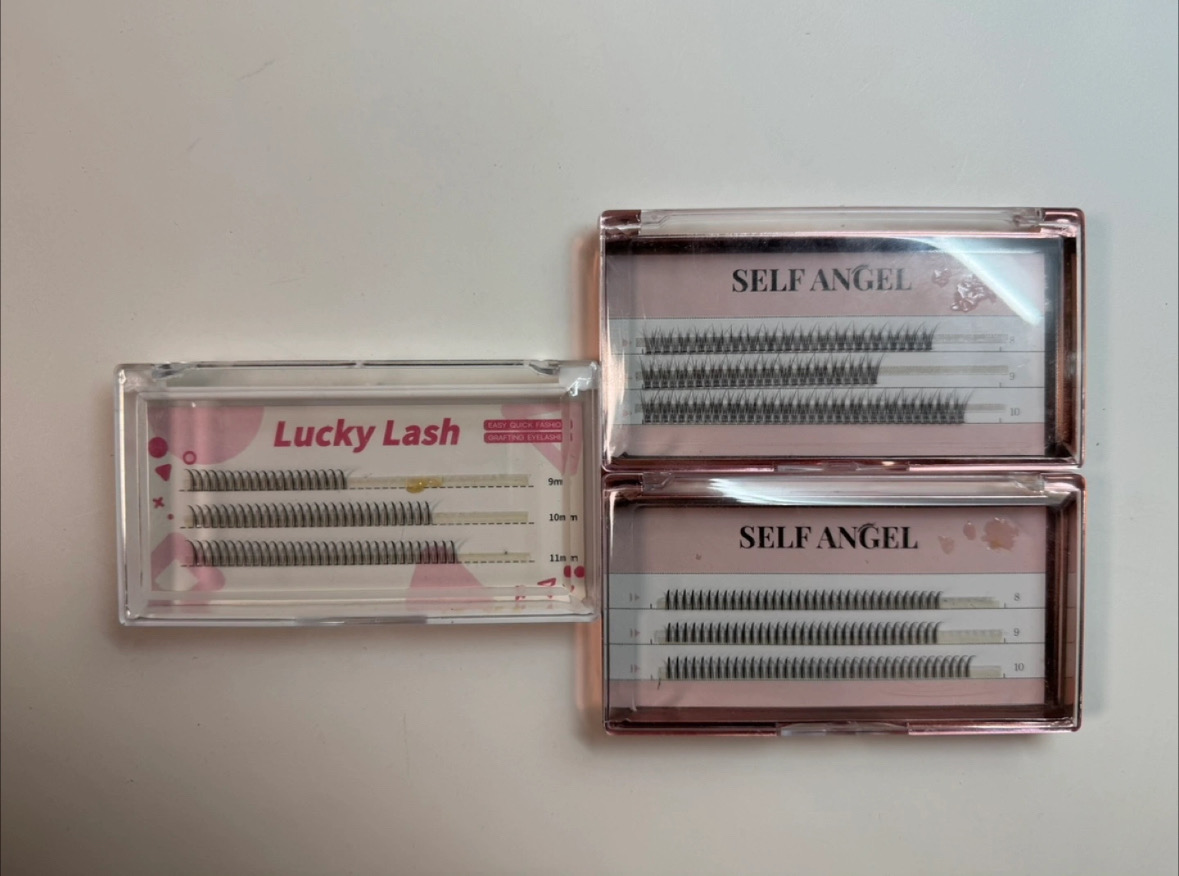 Lucky Lash
EASY QUICK FASHIO
GRAFTING EYELASHE
9m
10mm
11mm
SELF ANGEL
8
9
10
SELF ANGEL
8
9
10